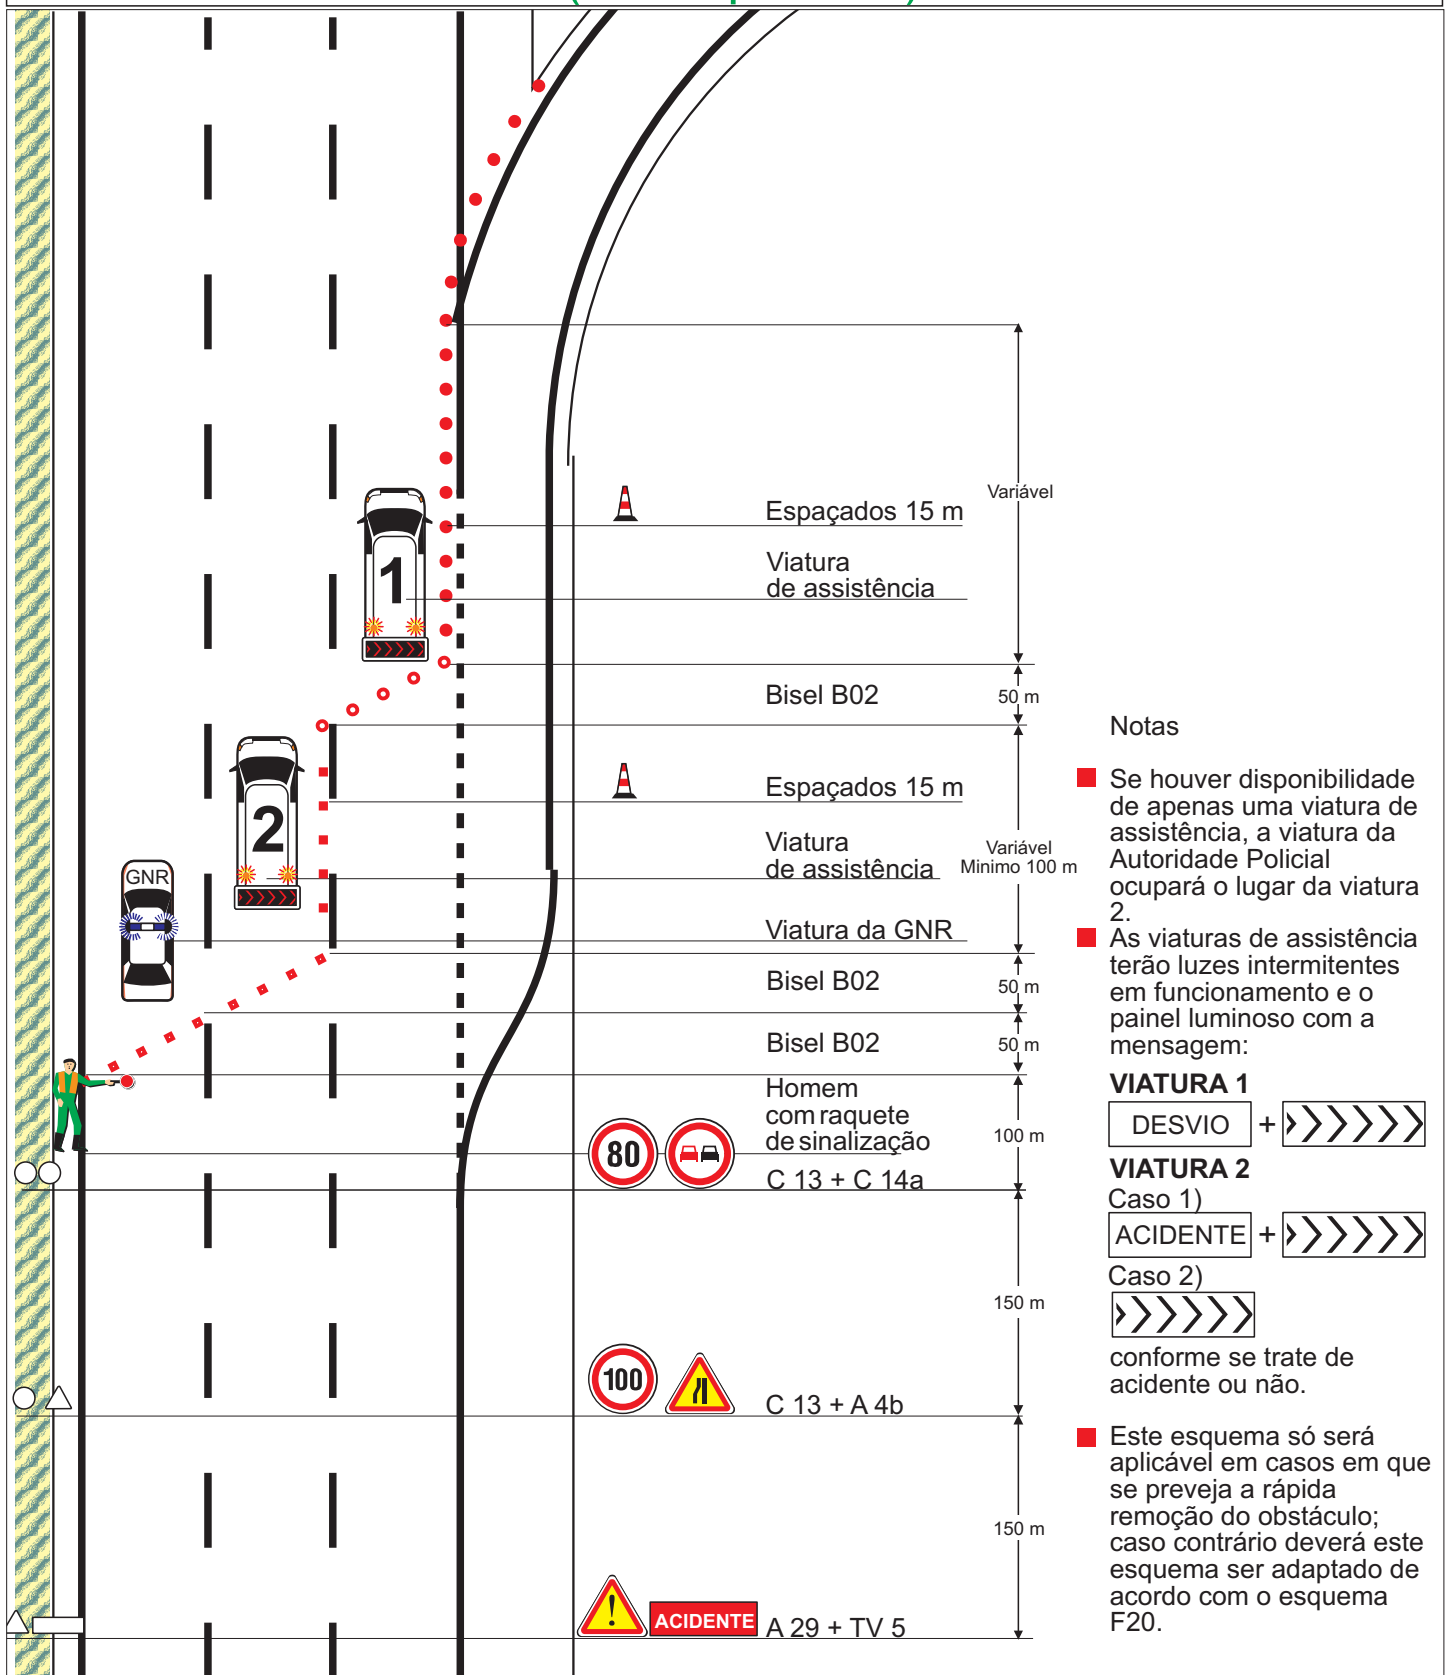 Variável
Espaçados 15 m
Viatura
de assistência
1
Bisel B02
50 m
Espaçados 15 m
2
Viatura
de assistência
Variável
Minimo 100 m
GNR
Viatura da GNR
Bisel B02
50 m
Bisel B02
50 m
Homem
com raquete
de sinalização
100 m
80
C 13 + C 14a
150 m
100
C 13 + A 4b
150 m
!
ACIDENTE
A 29 + TV 5
Notas
Se houver disponibilidade
de apenas uma viatura de
assistência, a viatura da
Autoridade Policial
ocupará o lugar da viatura
2.
As viaturas de assistência
terão luzes intermitentes
em funcionamento e o
painel luminoso com a
mensagem:
VIATURA 1
DESVIO +
VIATURA 2
Caso 1)
ACIDENTE +
Caso 2)
conforme se trate de
acidente ou não.
Este esquema só será
aplicável em casos em que
se preveja a rápida
remoção do obstáculo;
caso contrário deverá este
esquema ser adaptado de
acordo com o esquema
F20.